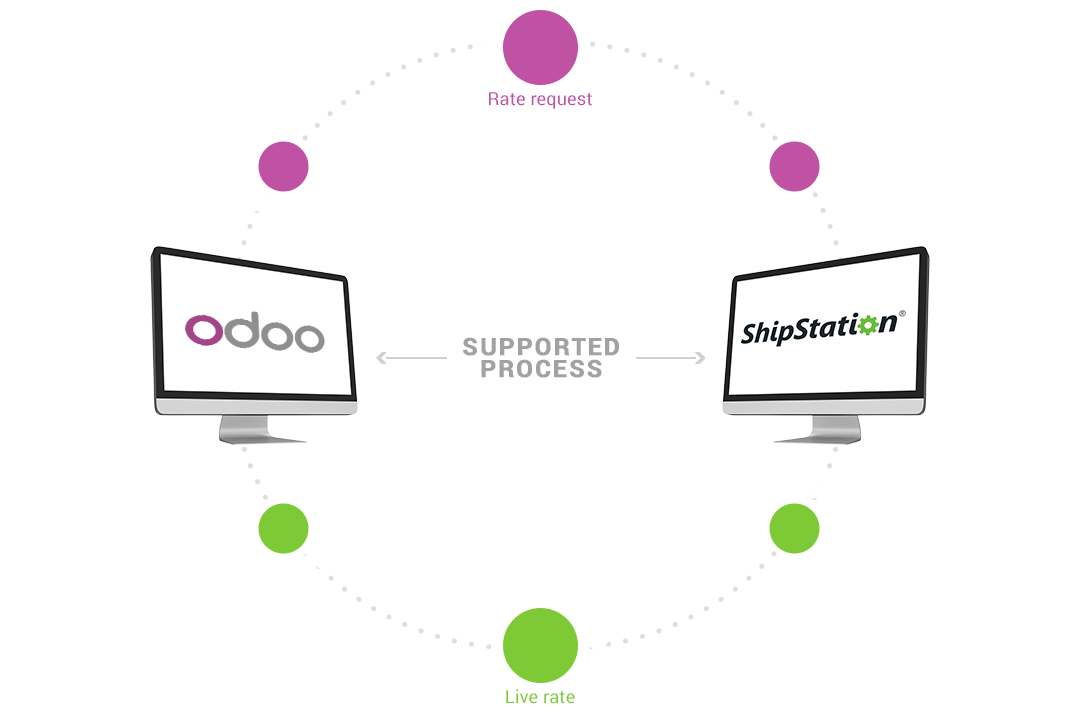 Rate request
odoo
SUPPORTED
PROCESS
ShipStation®
Live rate